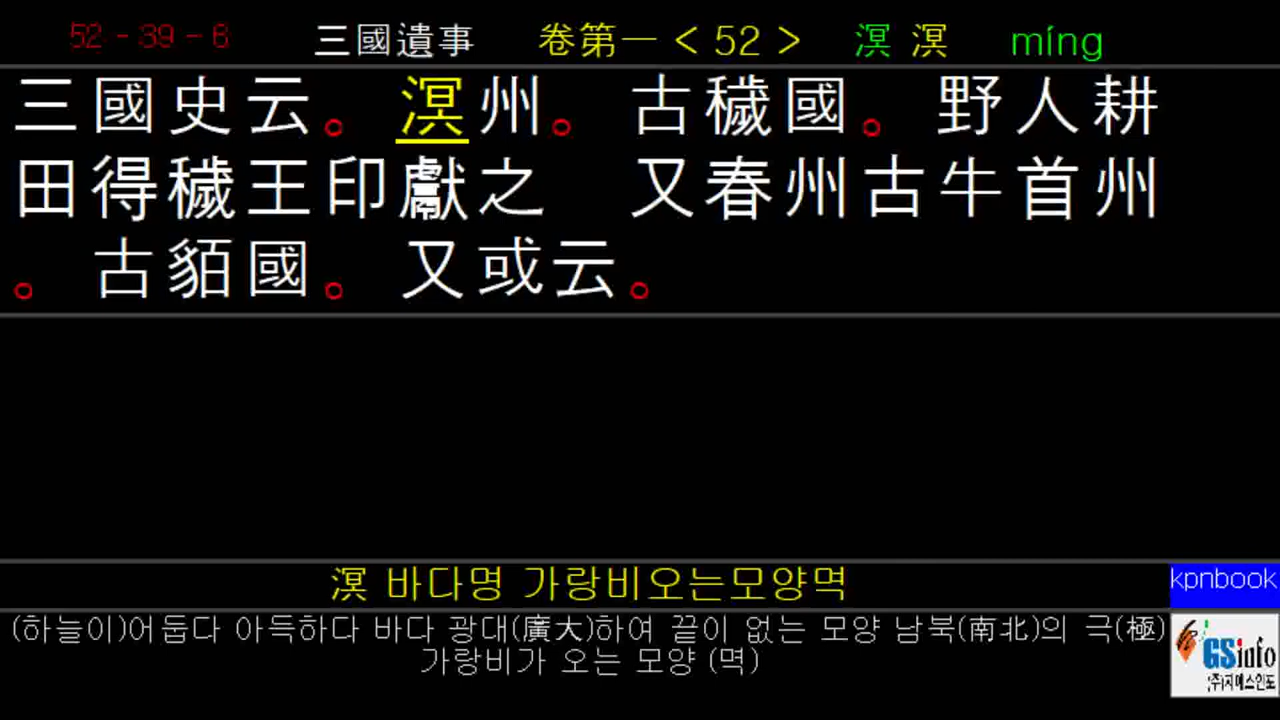 52-39-6 三國遺事 卷第一 < 52 > 溟 溟 míng
三國史云。溟州。古穢國。野人耕
田得穢王印獻之 又春州古牛首州
。古貊國。又或云。
溟 바다명 가랑비오는모양멱
(하늘이)어둡다 아득하다 바다 광대(廣大)하여 끝이 없는 모양 남북(南北)의 극(極)
가랑비가 오는 모양 (멱)
kpnbook
GSinfo
(주)지에스인포